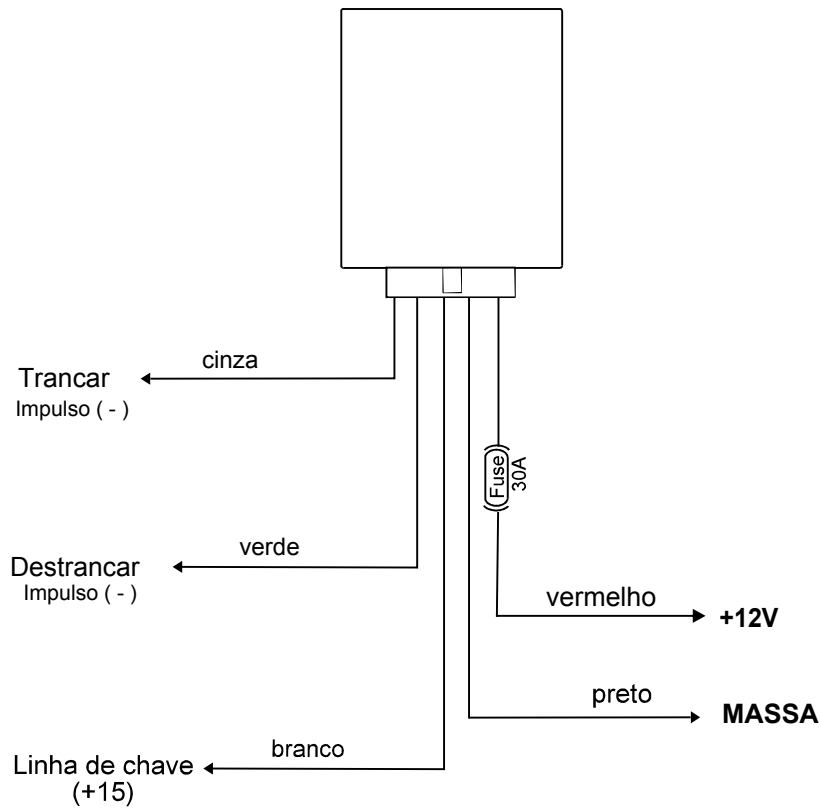 cinza
Trancar
Impulso ( - )
Fuse
30A
verde
Destrancar
Impulso ( - )
vermelho
+12V
preto
MASSA
branco
Linha de chave
(+15)